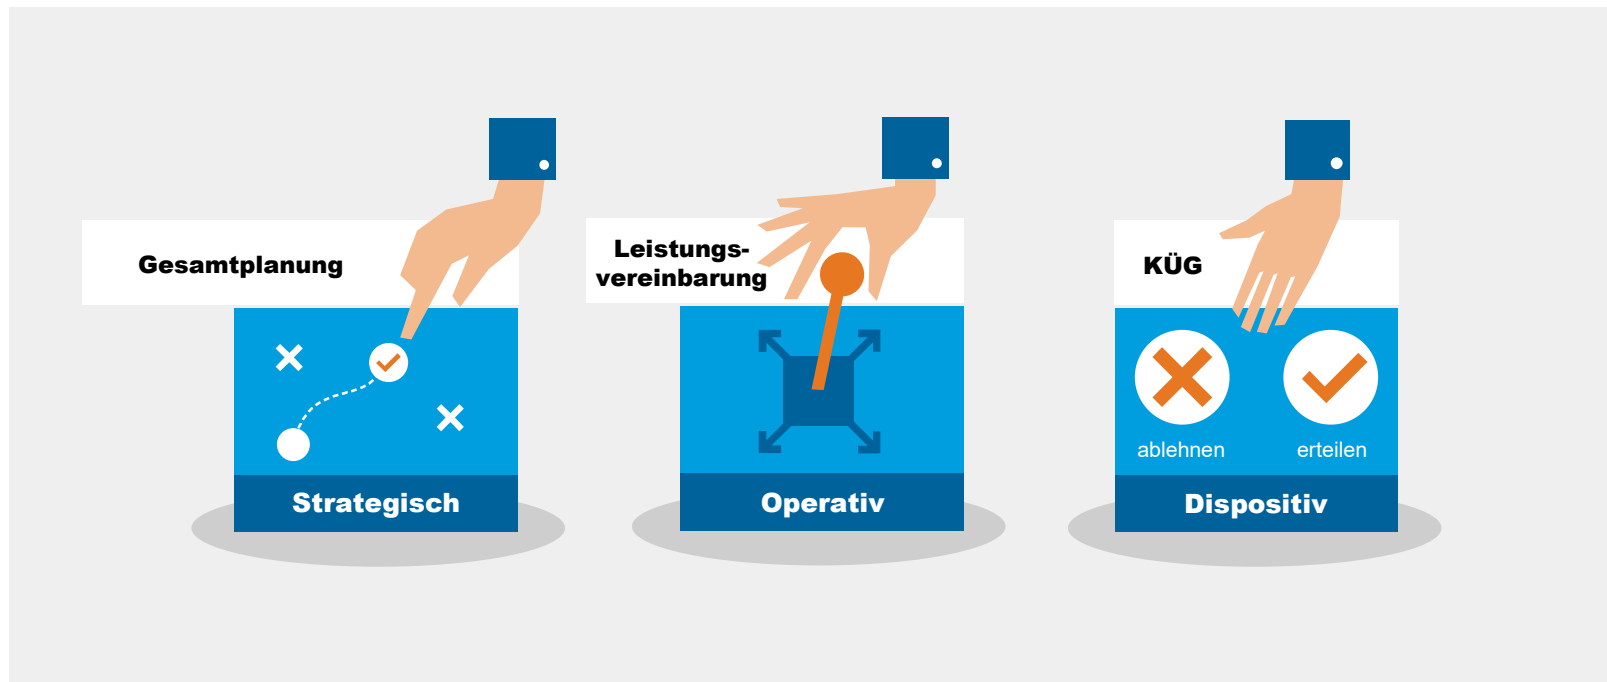 Gesamtplanung
Strategisch
Leistungs-
vereinbarung
Operativ
KÜG
ablehnen
erteilen
Dispositiv